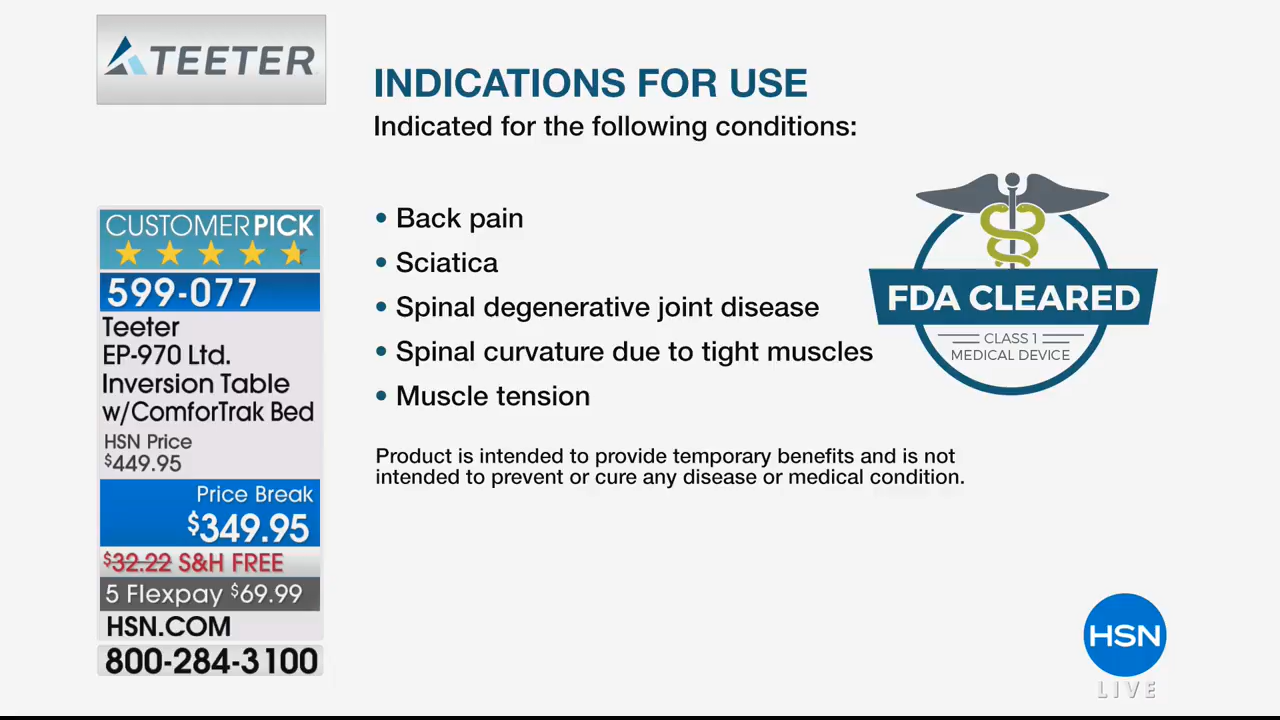 TEETER
INDICATIONS FOR USE
Indicated for the following conditions:
• Back pain
• Sciatica
• Spinal degenerative joint disease
• Spinal curvature due to tight muscles
• Muscle tension
Product is intended to provide temporary benefits and is not
intended to prevent or cure any disease or medical condition.
FDA CLEARED
CLASS 1
MEDICAL DEVICE
CUSTOMER PICK
599-077
Teeter
EP-970 Ltd.
Inversion Table
w/ComforTrak Bed
HSN Price
$449.95
Price Break
$349.95
$32.22 S&H FREE
5 Flexpay $69.99
HSN.COM
800-284-3100
HSN
LIVE